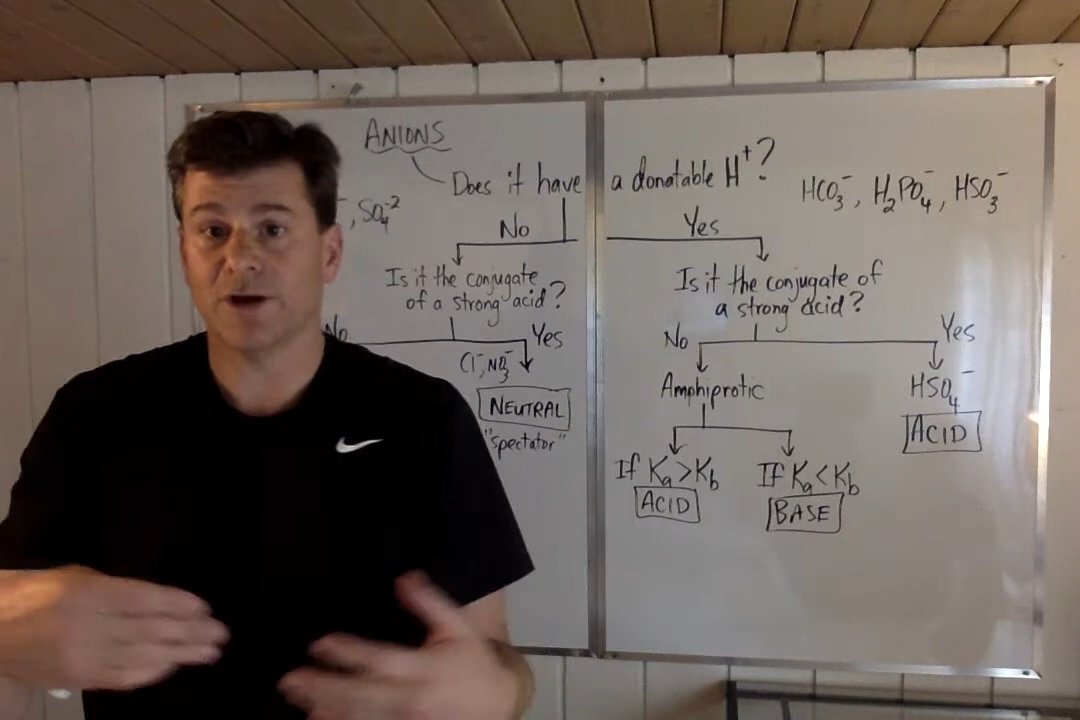 ANIONS
Does it have a donatable H⁺?
HCO₃⁻, H₂PO₄⁻, HSO₃⁻
⁻, SO₄⁻²
No
Yes
Is it the conjugate
of a strong acid?
Is it the conjugate of
a strong acid?
No
Yes
No
Yes
Cl⁻, NO₃⁻
NEUTRAL
"spectator"
Amphiprotic
HSO₄⁻
ACID
If Ka > Kb
ACID
If Ka < Kb
BASE